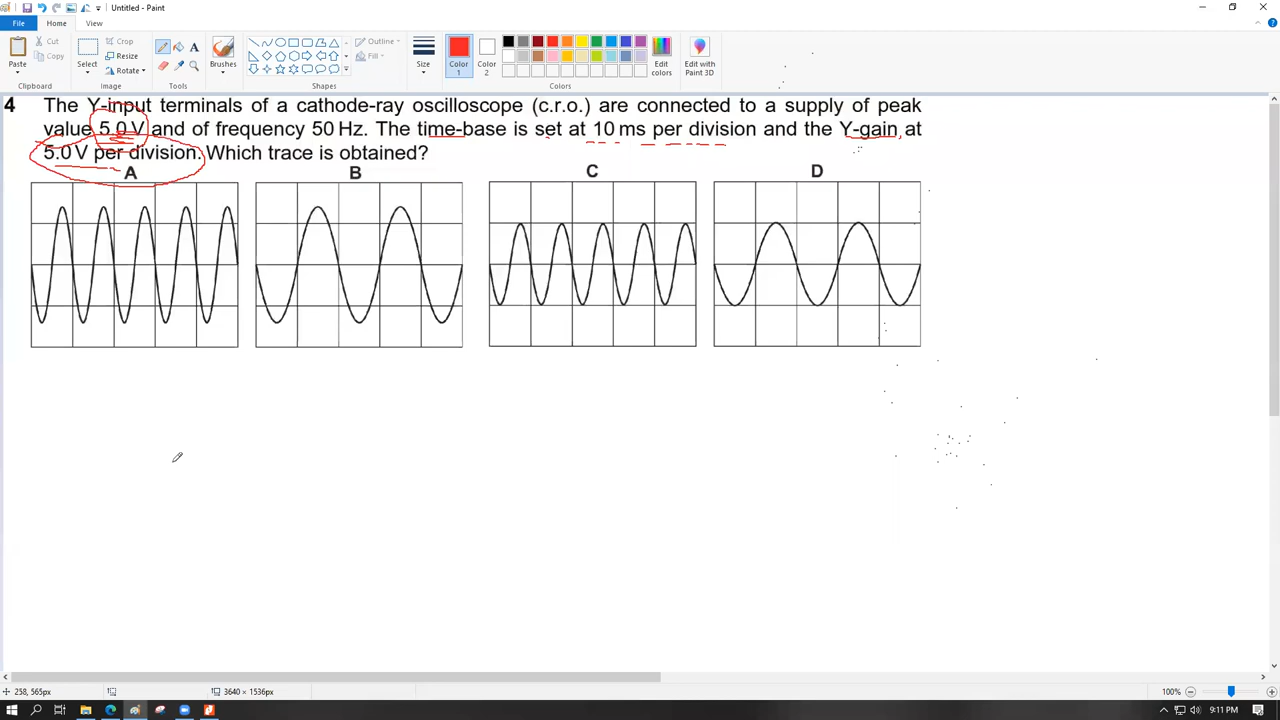 Untitled - Paint
File
Home
View
Paste
Cut
Copy
Clipboard
Select
Crop
Resize
Rotate
Image
Tools
Brushes
Shapes
Outline
Fill
Size
Color
1
Color
2
Edit
colors
Colors
Edit with
Paint 3D
4 The Y-input terminals of a cathode-ray oscilloscope (c.r.o.) are connected to a supply of peak
value 5.0 V and of frequency 50 Hz. The time-base is set at 10 ms per division and the Y-gain at
5.0 V per division. Which trace is obtained?
A
B
C
D
258, 565px
3640 × 1536px
100%
9:11 PM